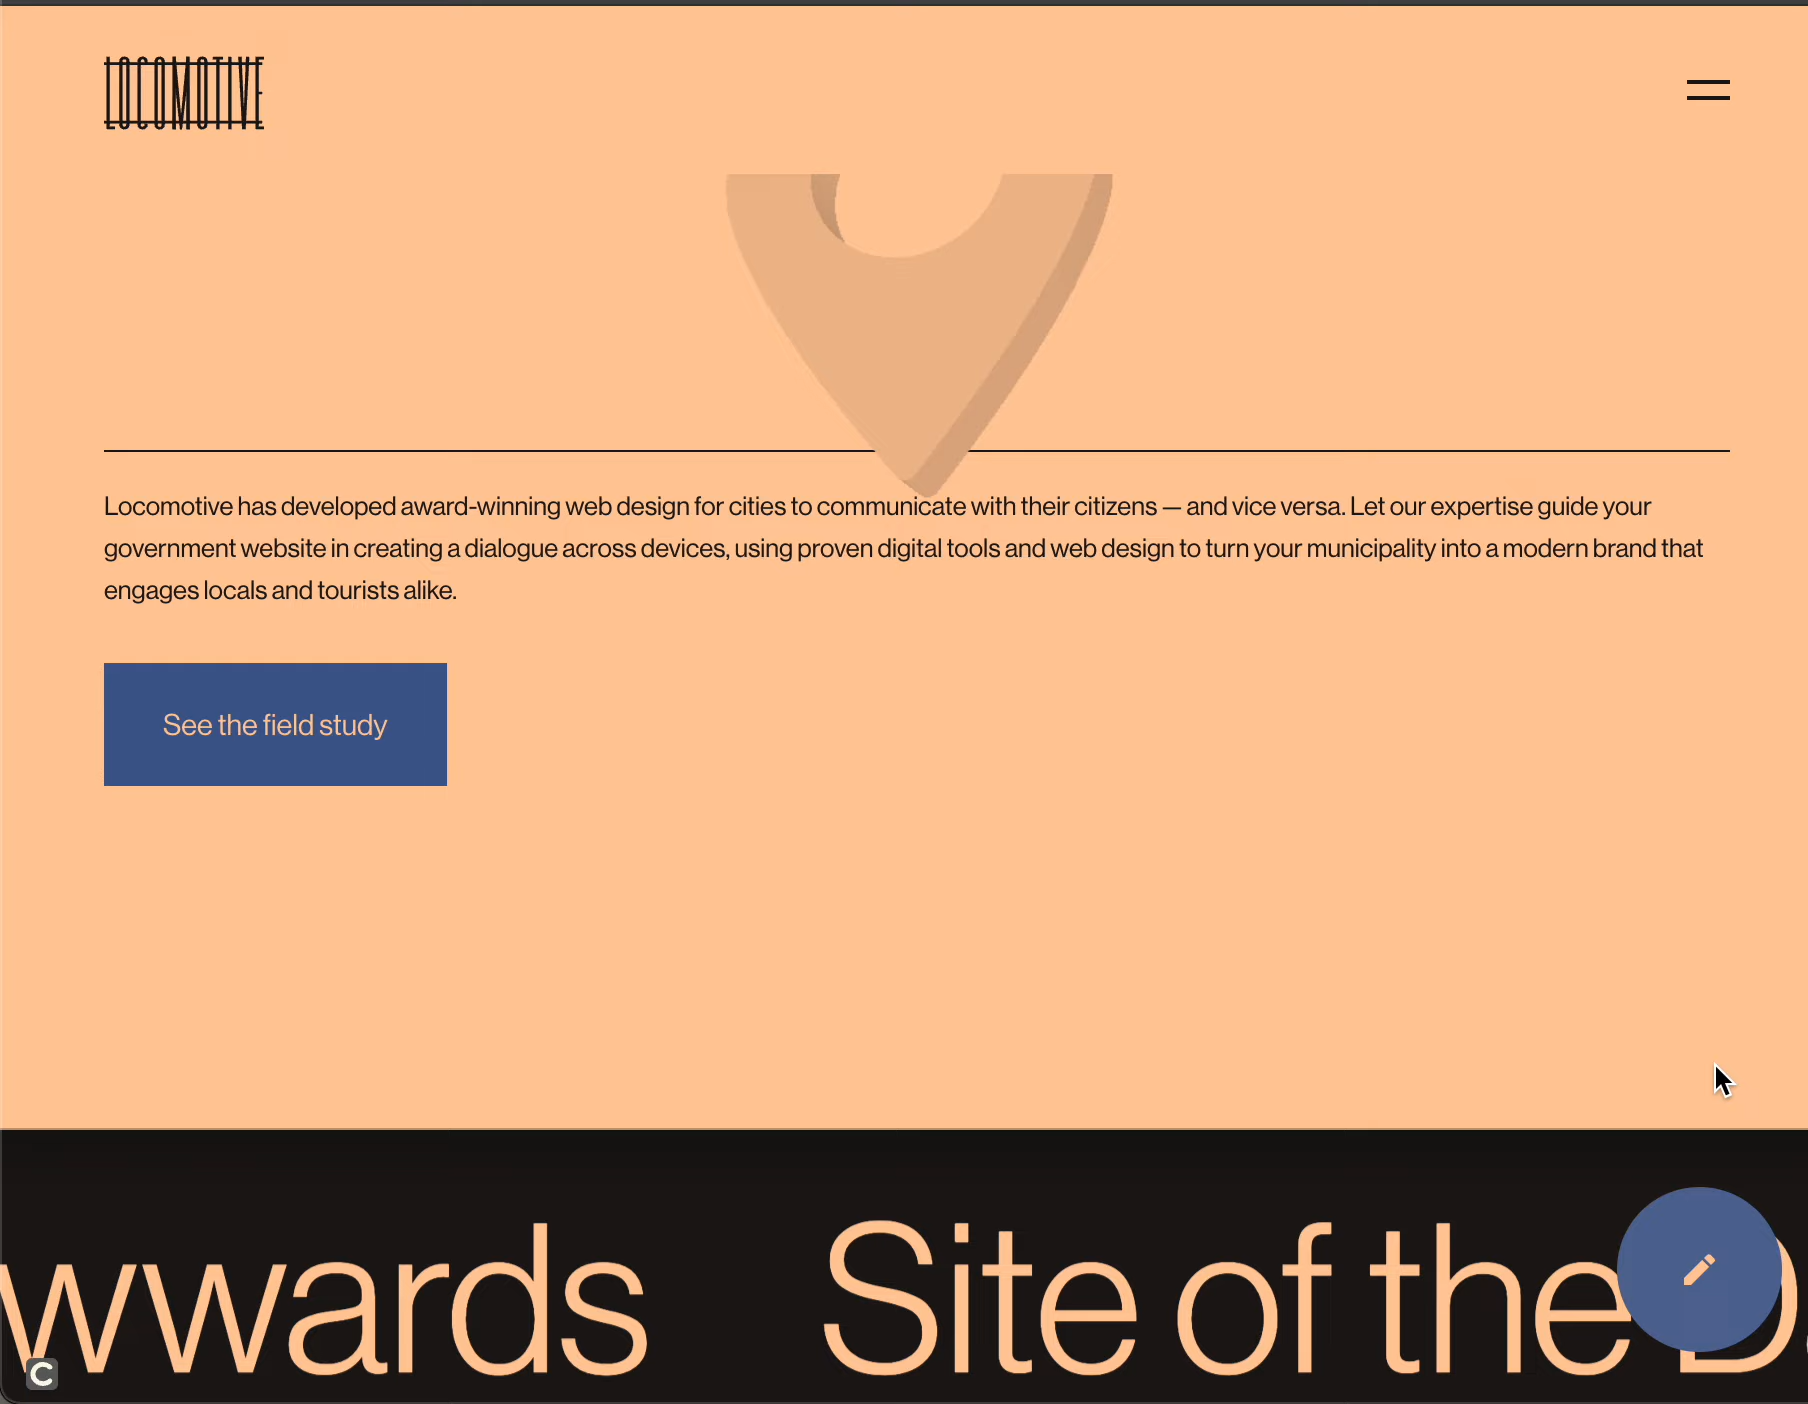 LOCOMOTIVE
Locomotive has developed award-winning web design for cities to communicate with their citizens — and vice versa. Let our expertise guide your
government website in creating a dialogue across devices, using proven digital tools and web design to turn your municipality into a modern brand that
engages locals and tourists alike.
See the field study
wwards Site of the D
C